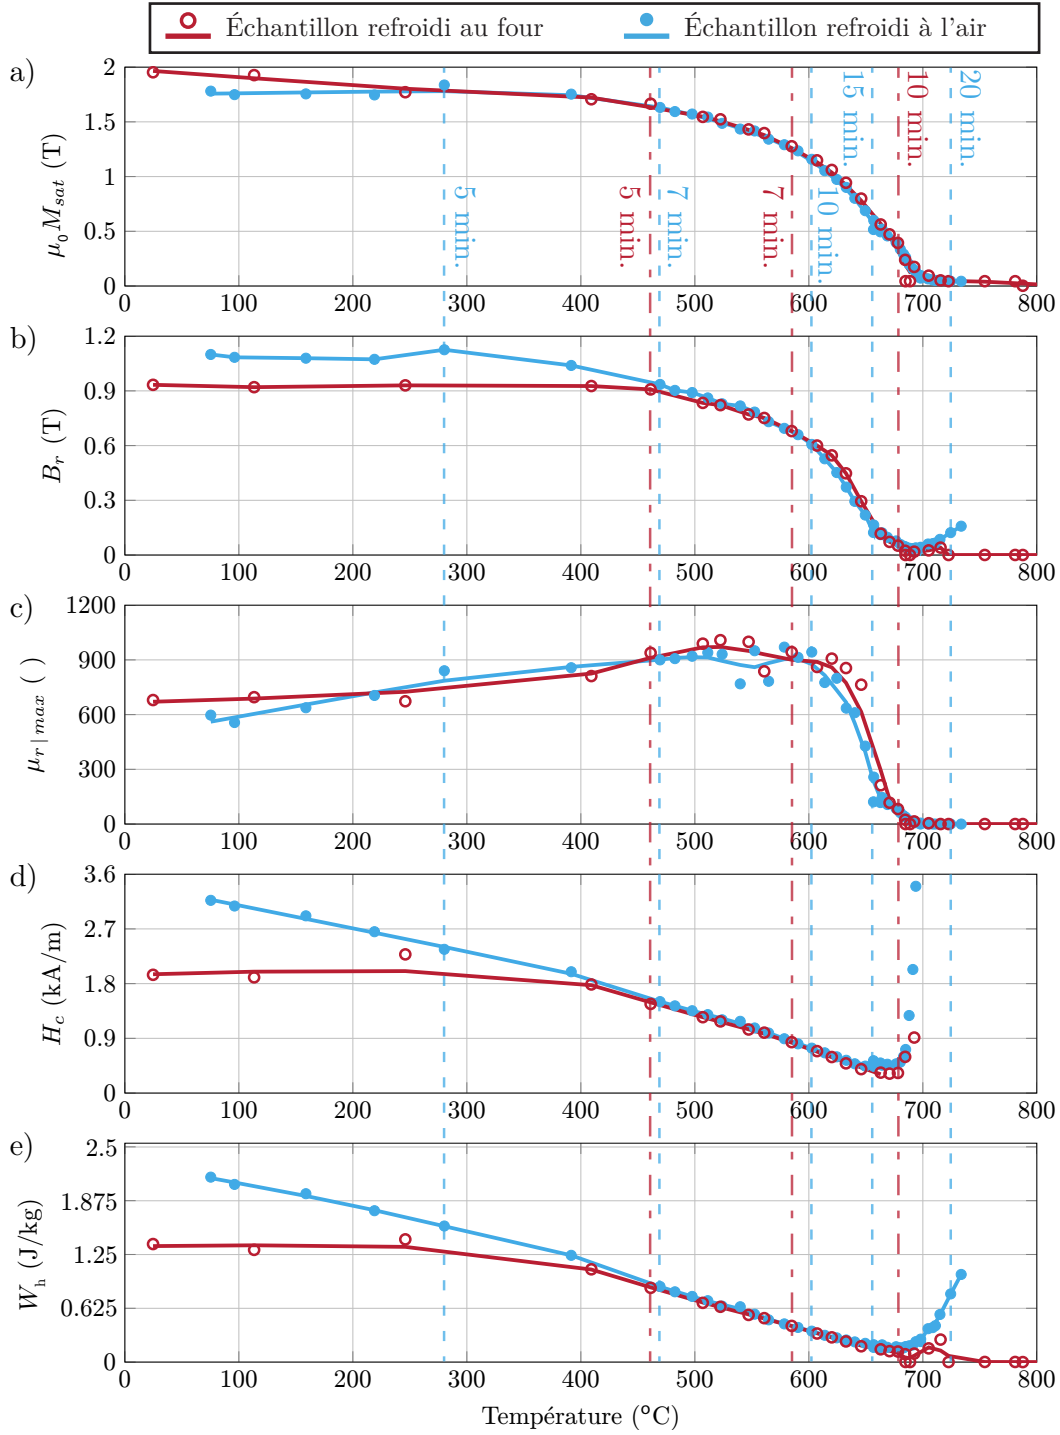 Échantillon refroidi au four
Échantillon refroidi à l'air
a)
μ₀Mₛₐₜ (T)
2
1.5
1
0.5
0
0 100 200 300 400 500 600 700 800
5 min.
5 min.
7 min.
7 min.
10 min.
15 min.
10 min.
20 min.
b)
Bᵣ (T)
1.2
0.9
0.6
0.3
0
0 100 200 300 400 500 600 700 800
c)
μr|max ( )
1200
900
600
300
0
0 100 200 300 400 500 600 700 800
d)
Hc (kA/m)
3.6
2.7
1.8
0.9
0
0 100 200 300 400 500 600 700 800
e)
Wₕ (J/kg)
2.5
1.875
1.25
0.625
0
0 100 200 300 400 500 600 700 800
Température (°C)